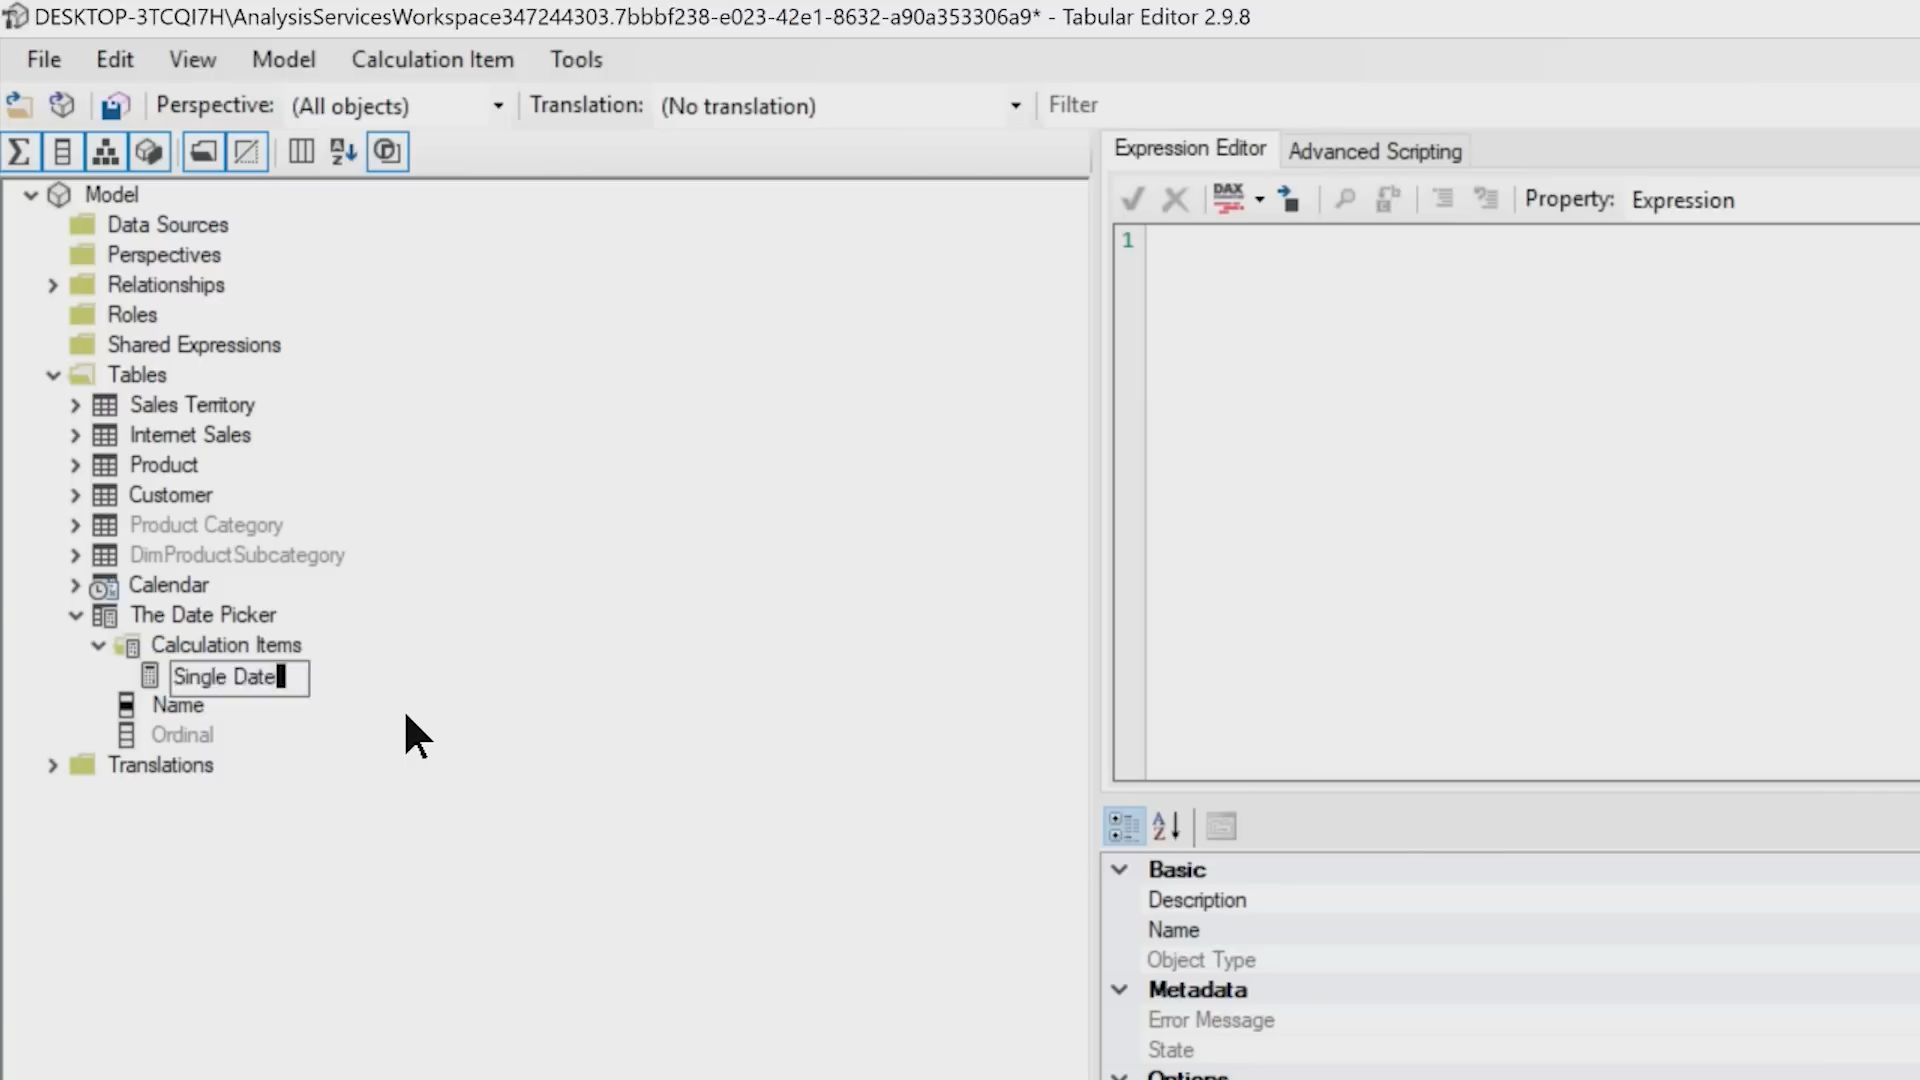 DESKTOP-3TCQI7H\AnalysisServicesWorkspace347244303.7bbbf238-e023-42e1-8632-a90a353306a9* - Tabular Editor 2.9.8
File Edit View Model Calculation Item Tools
Perspective: (All objects) Translation: (No translation) Filter
Expression Editor Advanced Scripting
DAX Property: Expression
1
Model
Data Sources
Perspectives
Relationships
Roles
Shared Expressions
Tables
Sales Territory
Internet Sales
Product
Customer
Product Category
DimProductSubcategory
Calendar
The Date Picker
Calculation Items
Single Date
Name
Ordinal
Translations
Basic
Description
Name
Object Type
Metadata
Error Message
State
Options